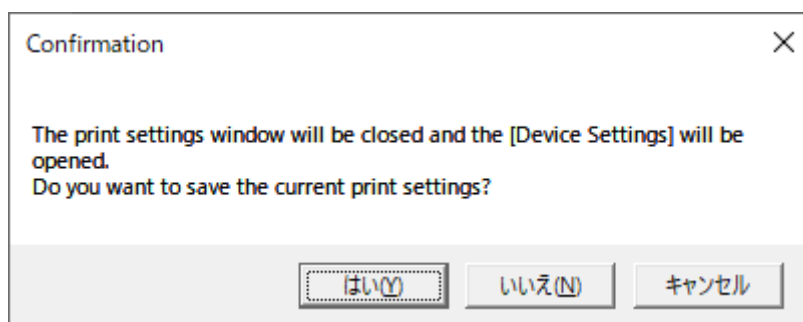 Confirmation
The print settings window will be closed and the [Device Settings] will be
opened.
Do you want to save the current print settings?
はい(Y)
いいえ(N)
キャンセル